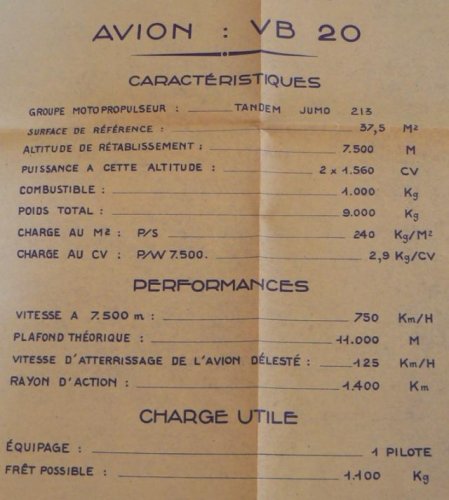 AVION : VB 20
CARACTÉRISTIQUES
GROUPE MOTOPROPULSEUR : TANDEM JUMO 213
SURFACE DE RÉFÉRENCE : 37,5 M²
ALTITUDE DE RÉTABLISSEMENT : 7.500 M
PUISSANCE A CETTE ALTITUDE : 2 x 1.560 CV
COMBUSTIBLE : 1.000 Kg
POIDS TOTAL : 9.000 Kg
CHARGE AU M² : P/S 240 Kg/M²
CHARGE AU CV : P/W 7.500. 2,9 Kg/CV
PERFORMANCES
VITESSE A 7.500 m : 750 Km/H
PLAFOND THÉORIQUE : 11.000 M
VITESSE D'ATTERRISSAGE DE L'AVION DÉLESTÉ : 125 Km/H
RAYON D'ACTION : 1.400 Km
CHARGE UTILE
ÉQUIPAGE : 1 PILOTE
FRÊT POSSIBLE : 1.100 Kg